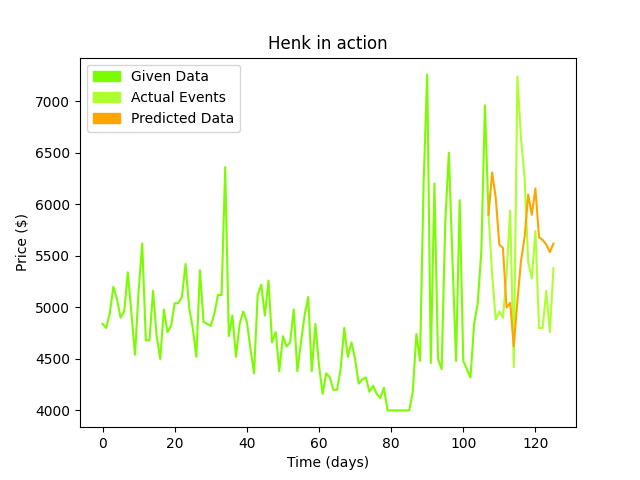 Henk in action
Given Data
Actual Events
Predicted Data
Price ($)
7000
6500
6000
5500
5000
4500
4000
0 20 40 60 80 100 120
Time (days)